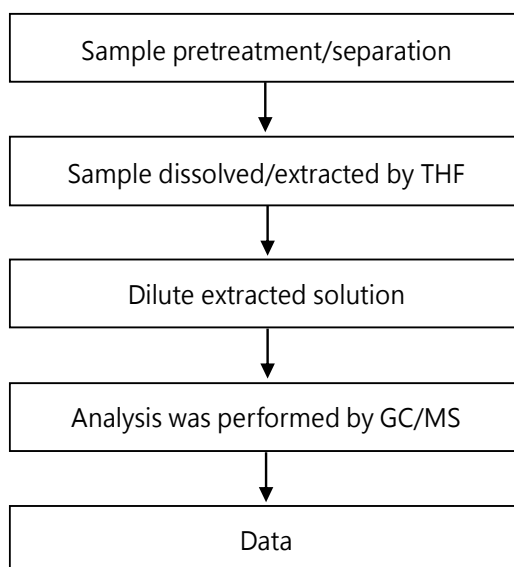 Sample pretreatment/separation
Sample dissolved/extracted by THF
Dilute extracted solution
Analysis was performed by GC/MS
Data